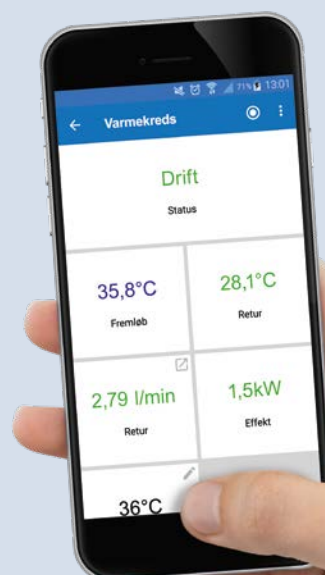 71% 13:01
Varmekreds
Drift
Status
35,8°C
28,1°C
Fremløb
Retur
2,79 l/min
1,5kW
Retur
Effekt
36°C